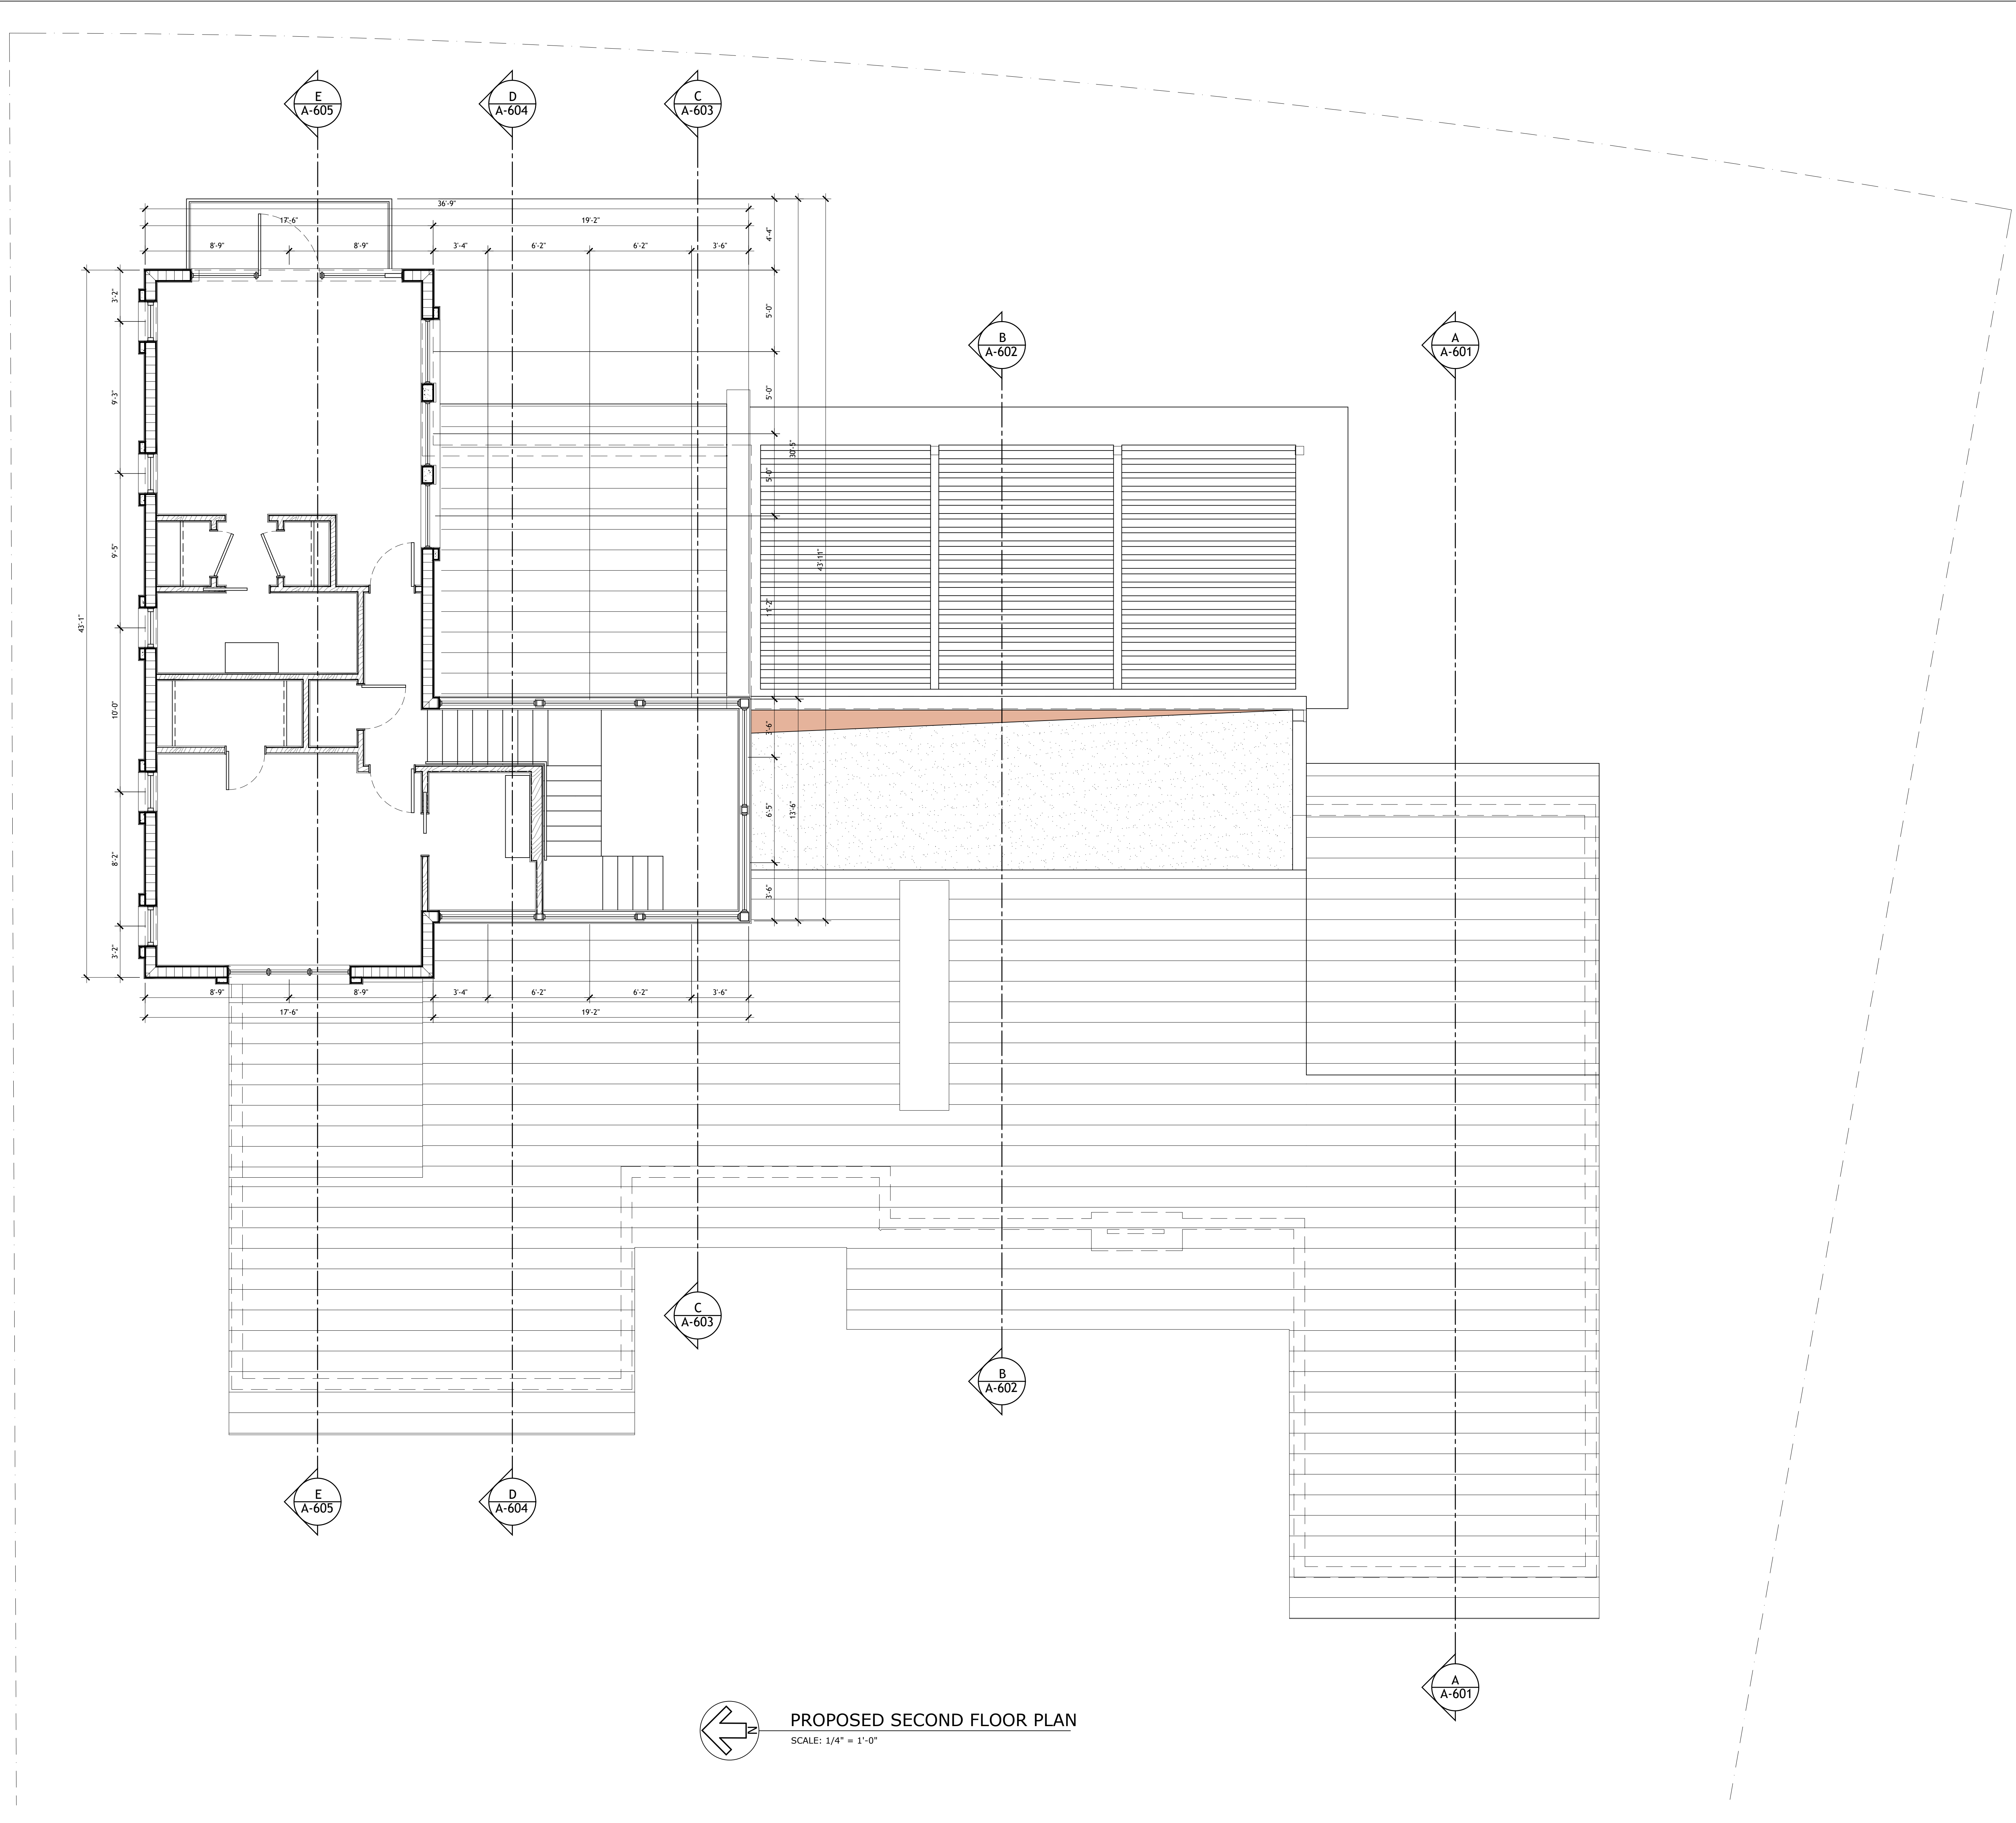 E
A-605
D
A-604
C
A-603
36'-9"
17'-6"
19'-2"
8'-9"
8'-9"
3'-4"
6'-2"
6'-2"
3'-6"
4'-4"
3'-2"
5'-0"
B
A-602
A
A-601
9'-3"
5'-0"
30'-5"
5'-0"
9'-5"
43'-11"
11'-2"
43'-1"
10'-0"
3'-6"
6'-5"
13'-6"
8'-2"
3'-6"
3'-2"
8'-9"
8'-9"
3'-4"
6'-2"
6'-2"
3'-6"
17'-6"
19'-2"
C
A-603
B
A-602
E
A-605
D
A-604
A
A-601
N
PROPOSED SECOND FLOOR PLAN
SCALE: 1/4" = 1'-0"